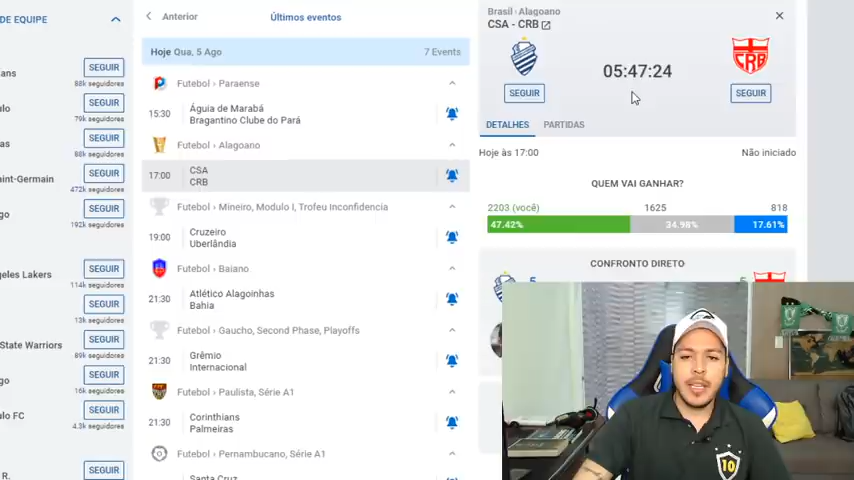 DE EQUIPE
ans
SEGUIR
88k seguidores
ulo
SEGUIR
79k seguidores
as
SEGUIR
88k seguidores
aint-Germain
SEGUIR
472k seguidores
go
SEGUIR
192k seguidores
geles Lakers
SEGUIR
114k seguidores
SEGUIR
13k seguidores
State Warriors
SEGUIR
89k seguidores
go
SEGUIR
16k seguidores
ulo FC
SEGUIR
4.3k seguidores
R.
SEGUIR
Anterior
Últimos eventos
Hoje Qua, 5 Ago
7 Events
Futebol › Paraense
15:30
Águia de Marabá
Bragantino Clube do Pará
Futebol › Alagoano
17:00
CSA
CRB
Futebol › Mineiro, Modulo I, Trofeu Inconfidencia
19:00
Cruzeiro
Uberlândia
Futebol › Baiano
21:30
Atlético Alagoinhas
Bahia
Futebol › Gaucho, Second Phase, Playoffs
21:30
Grêmio
Internacional
Futebol › Paulista, Série A1
21:30
Corinthians
Palmeiras
Futebol › Pernambucano, Série A1
Santa Cruz
Brasil › Alagoano
CSA - CRB
05:47:24
CRB
SEGUIR
SEGUIR
DETALHES
PARTIDAS
Hoje às 17:00
Não iniciado
QUEM VAI GANHAR?
2203 (você)
1625
818
47.42%
34.98%
17.61%
CONFRONTO DIRETO
5
5
10